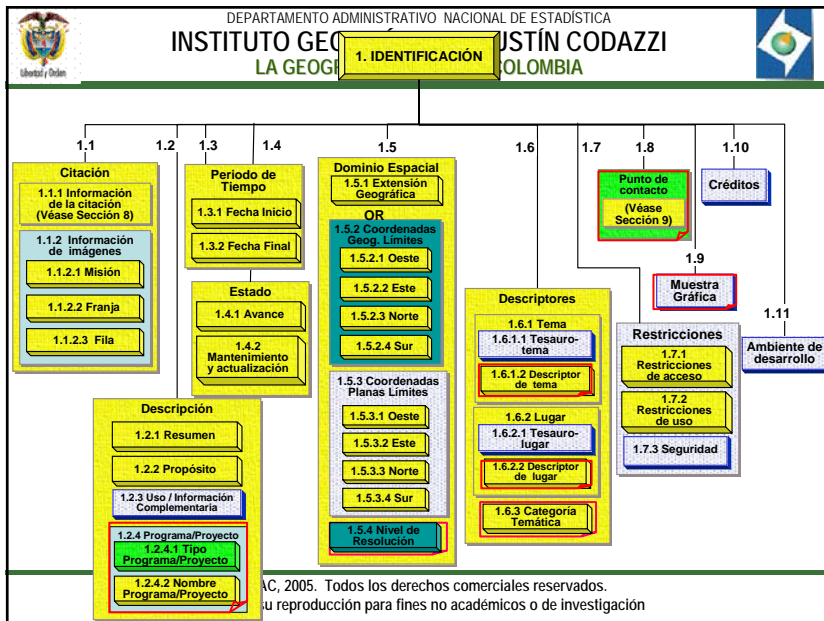 DEPARTAMENTO ADMINISTRATIVO NACIONAL DE ESTADÍSTICA
INSTITUTO USTÍN CODAZZI
LA COLOMBIA
Libertad y Orden
1. IDENTIFICACIÓN
1.1
1.2
1.3
1.4
1.5
1.6
1.7
1.8
1.10
Citación
1.1.1 Información
de la citación
(Véase Sección 8)
1.1.2 Información
de imágenes
1.1.2.1 Misión
1.1.2.2 Franja
1.1.2.3 Fila
Descripción
1.2.1 Resumen
1.2.2 Propósito
1.2.3 Uso / Información
Complementaria
1.2.4 Programa/Proyecto
1.2.4.1 Tipo
Programa/Proyecto
1.2.4.2 Nombre
Programa/Proyecto
Periodo de
Tiempo
1.3.1 Fecha Inicio
1.3.2 Fecha Final
Estado
1.4.1 Avance
1.4.2
Mantenimiento
y actualización
Dominio Espacial
1.5.1 Extensión
Geográfica
OR
1.5.2 Coordenadas
Geog. Límites
1.5.2.1 Oeste
1.5.2.2 Este
1.5.2.3 Norte
1.5.2.4 Sur
1.5.3 Coordenadas
Planas Límites
1.5.3.1 Oeste
1.5.3.2 Este
1.5.3.3 Norte
1.5.3.4 Sur
1.5.4 Nivel de
Resolución
Descriptores
1.6.1 Tema
1.6.1.1 Tesauro-
tema
1.6.1.2 Descriptor
de tema
1.6.2 Lugar
1.6.2.1 Tesauro-
lugar
1.6.2.2 Descriptor
de lugar
1.6.3 Categoría
Temática
Punto de
contacto
(Véase
Sección 9)
Créditos
1.9
Muestra
Gráfica
Restricciones
1.7.1
Restricciones
de acceso
1.7.2
Restricciones
de uso
1.7.3 Seguridad
1.11
Ambiente de
desarrollo
AC, 2005. Todos los derechos comerciales reservados.
su reproducción para fines no académicos o de investigación